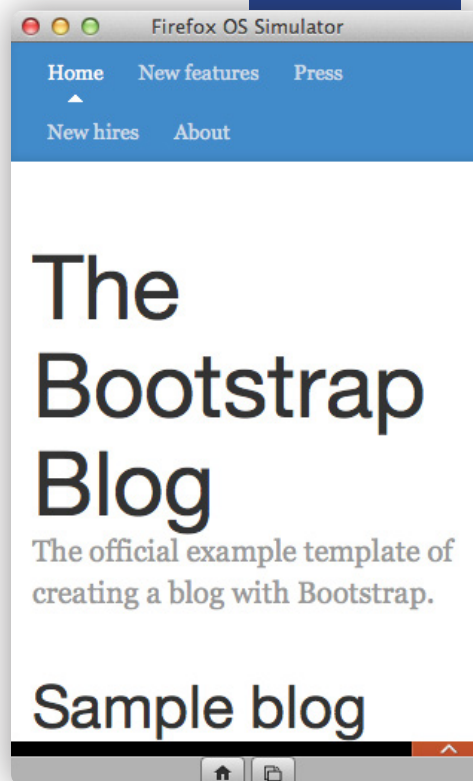 Firefox OS Simulator
Home New features Press
New hires About
The
Bootstrap
Blog
The official example template of
creating a blog with Bootstrap.
Sample blog